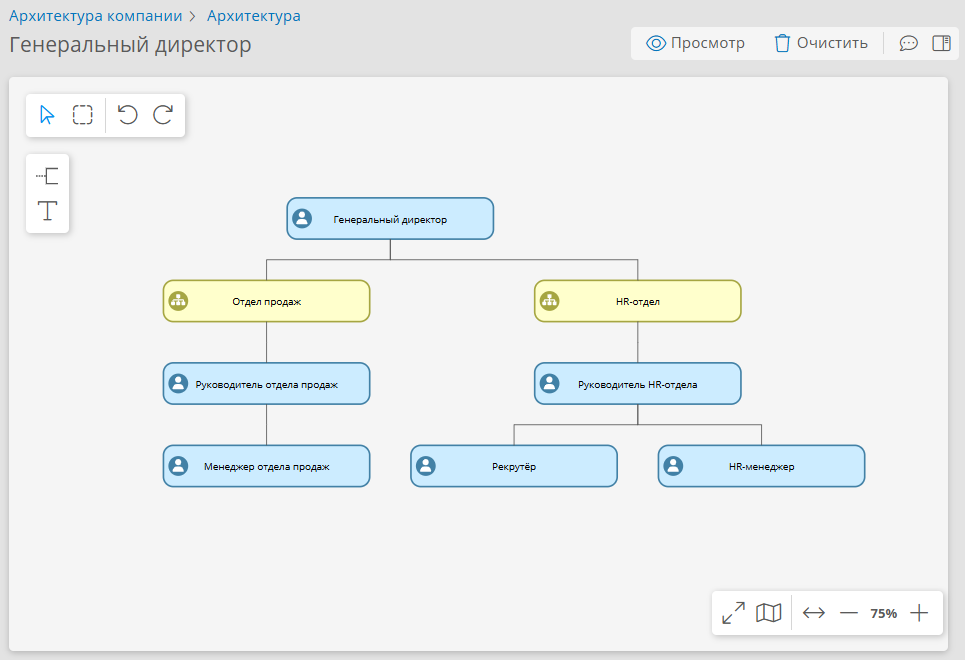 Архитектура компании > Архитектура
Генеральный директор
Просмотр
Очистить
Генеральный директор
Отдел продаж
HR-отдел
Руководитель отдела продаж
Руководитель HR-отдела
Менеджер отдела продаж
Рекрутёр
HR-менеджер
75%